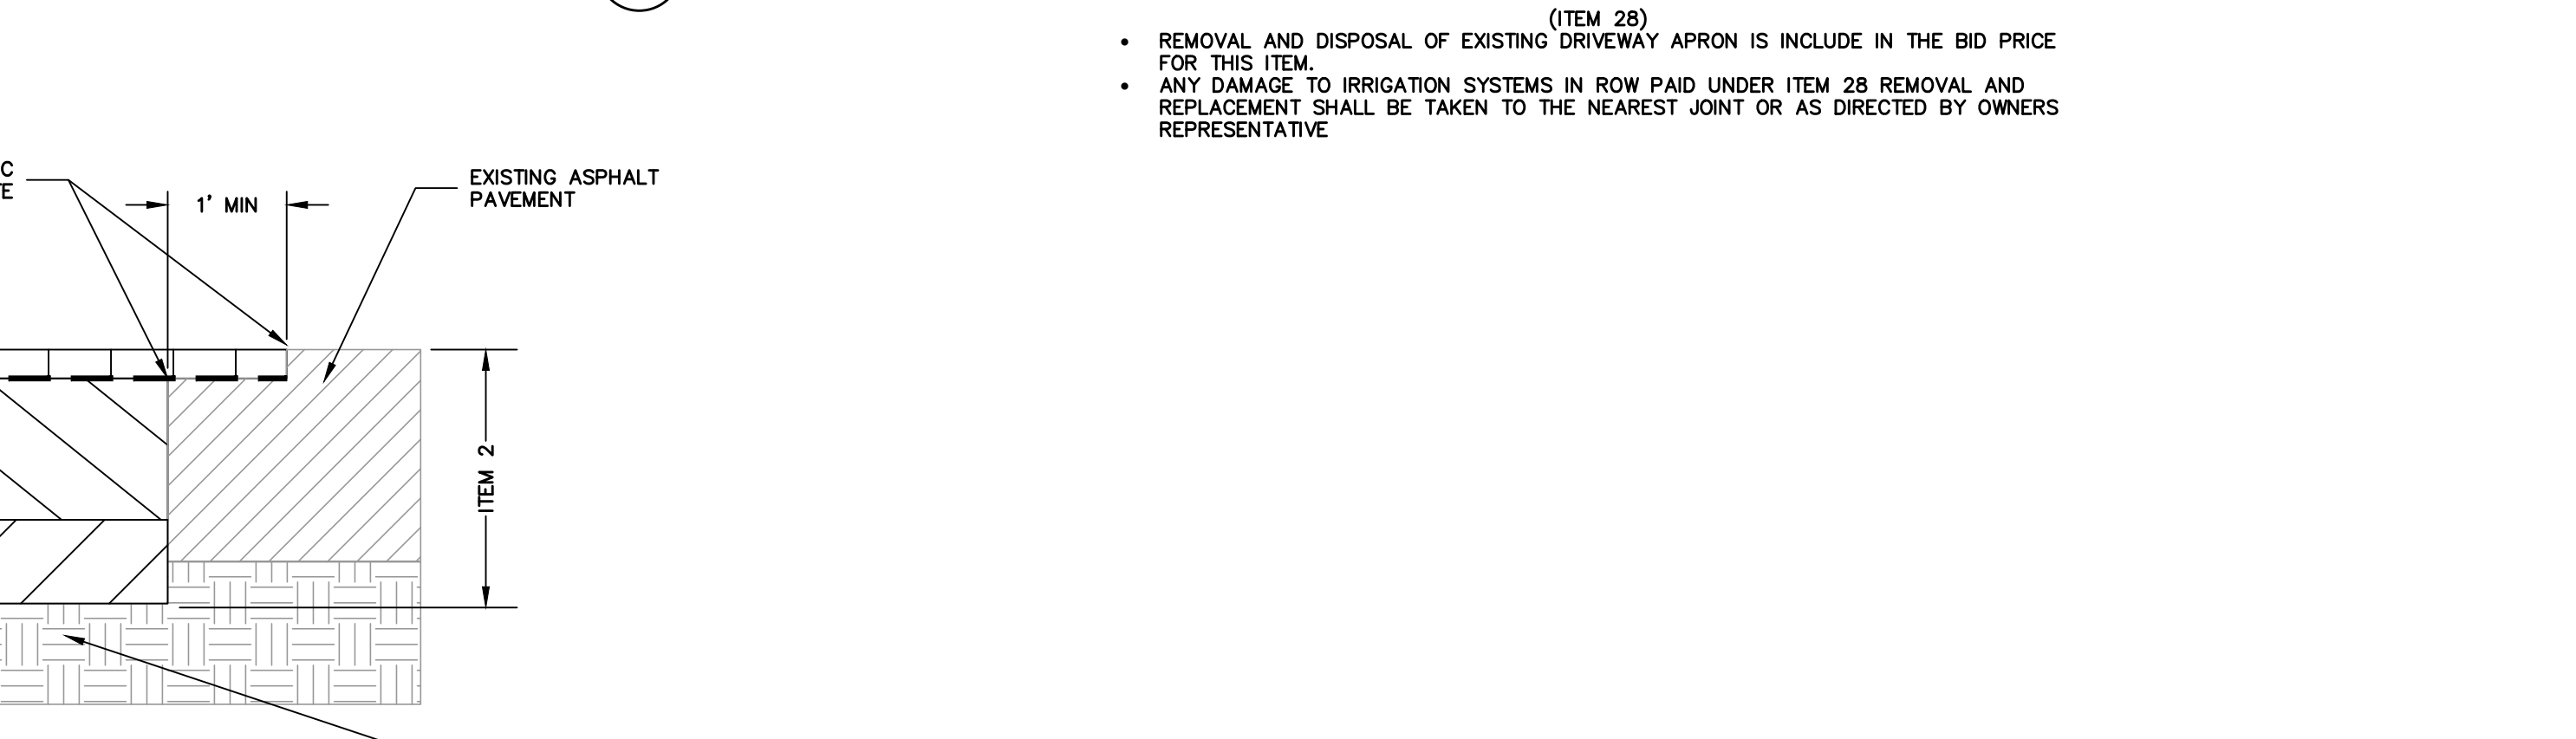 (ITEM 28)
• REMOVAL AND DISPOSAL OF EXISTING DRIVEWAY APRON IS INCLUDE IN THE BID PRICE
FOR THIS ITEM.
• ANY DAMAGE TO IRRIGATION SYSTEMS IN ROW PAID UNDER ITEM 28 REMOVAL AND
REPLACEMENT SHALL BE TAKEN TO THE NEAREST JOINT OR AS DIRECTED BY OWNERS
REPRESENTATIVE
C
TE
1' MIN
EXISTING ASPHALT
PAVEMENT
ITEM 2